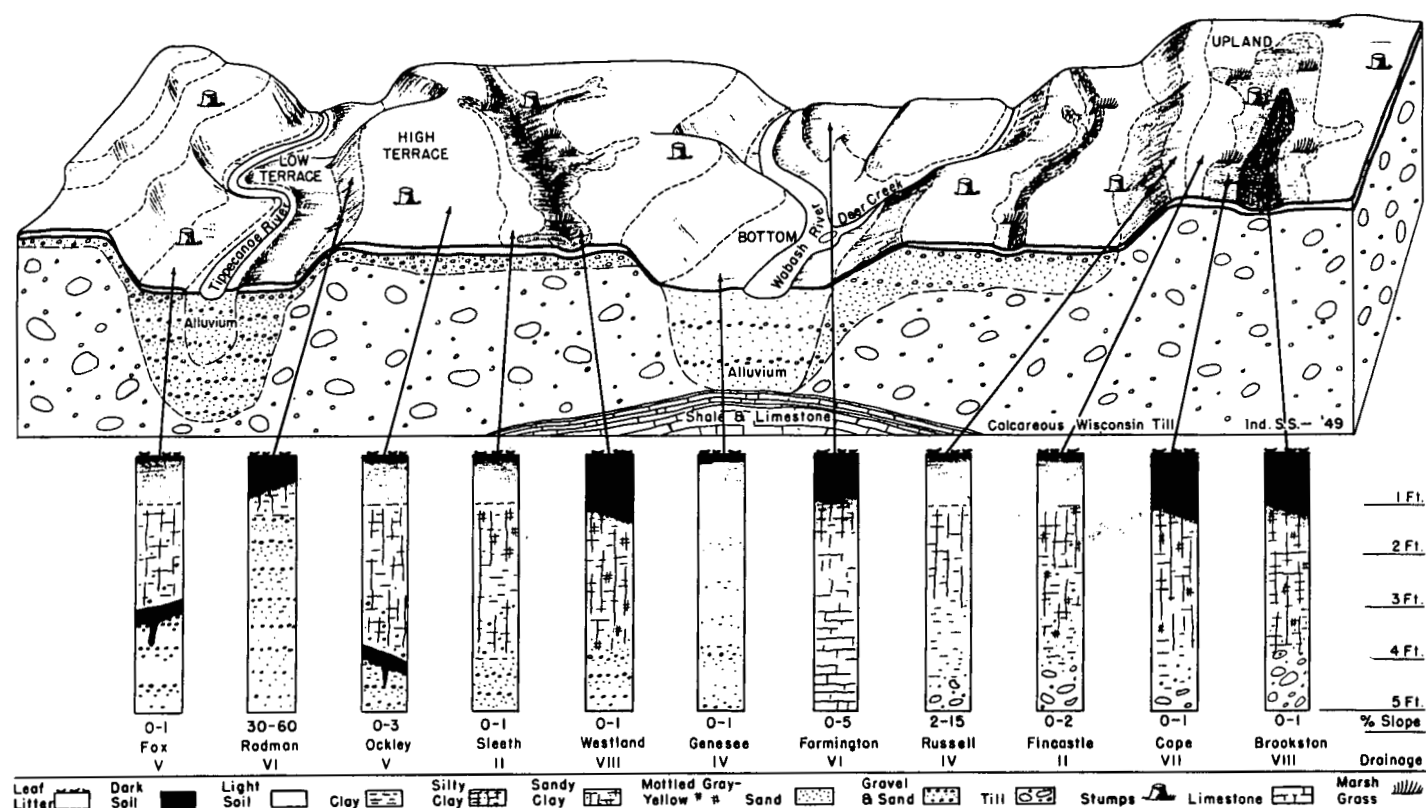 UPLAND
HIGH
TERRACE
LOW
TERRACE
Tippecanoe River
BOTTOM
Wabash River
Deer Creek
Alluvium
Alluvium
Shale & Limestone
Calcareous Wisconsin Till
Ind. S.S.— '49
1 Ft.
2 Ft.
3 Ft.
4 Ft.
5 Ft.
0-1 30-60 0-3 0-1 0-1 0-1 0-5 2-15 0-2 0-1 0-1 % Slope
Fox Rodman Ockley Sleeth Westland Genesee Farmington Russell Fincastle Cope Brookston
V VI V II VIII IV VI IV II VII VIII Drainage
Leaf Litter Dark Soil Light Soil Clay Silty Clay Sandy Clay Mottled Gray-Yellow Sand Gravel & Sand Till Stumps Limestone Marsh Grass